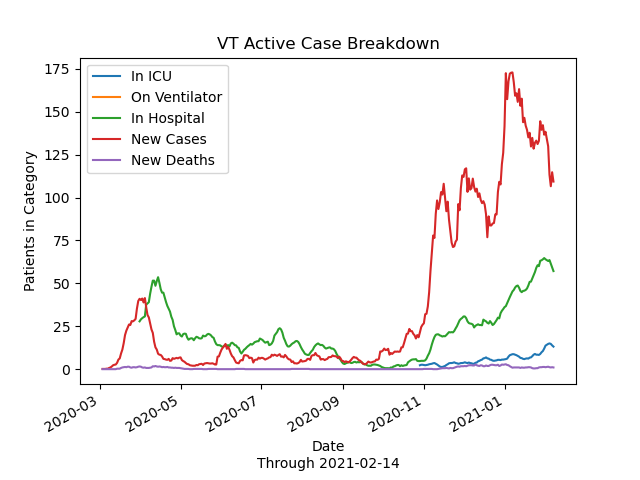 VT Active Case Breakdown
In ICU
On Ventilator
In Hospital
New Cases
New Deaths
Patients in Category
175
150
125
100
75
50
25
0
2020-03
2020-05
2020-07
2020-09
2020-11
2021-01
Date
Through 2021-02-14